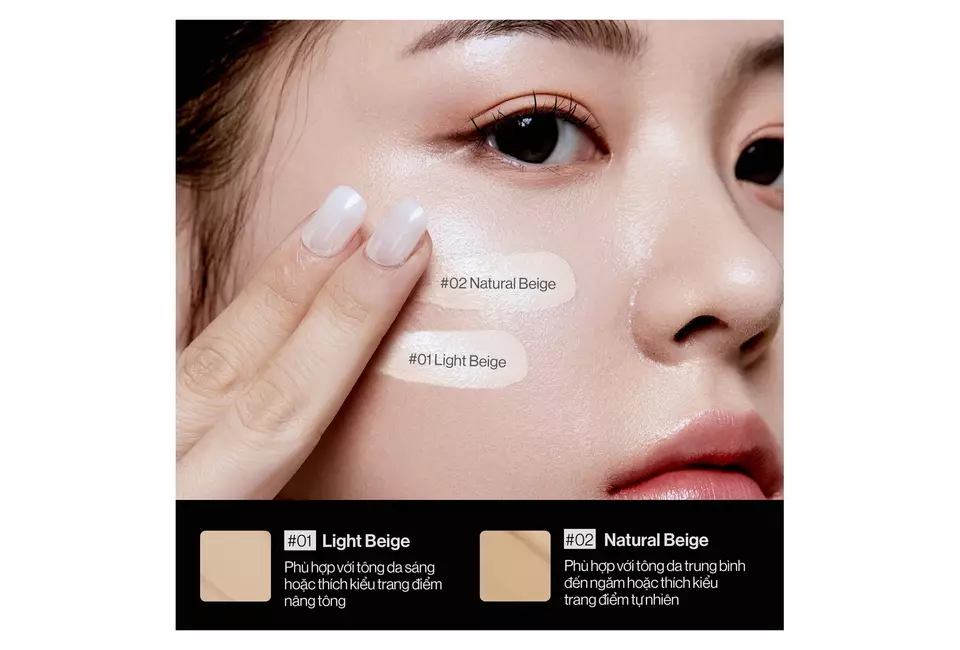 #02 Natural Beige
#01 Light Beige
#01 Light Beige
Phù hợp với tông da sáng
hoặc thích kiểu trang điểm
nâng tông
#02 Natural Beige
Phù hợp với tông da trung bình
đến ngăm hoặc thích kiểu
trang điểm tự nhiên